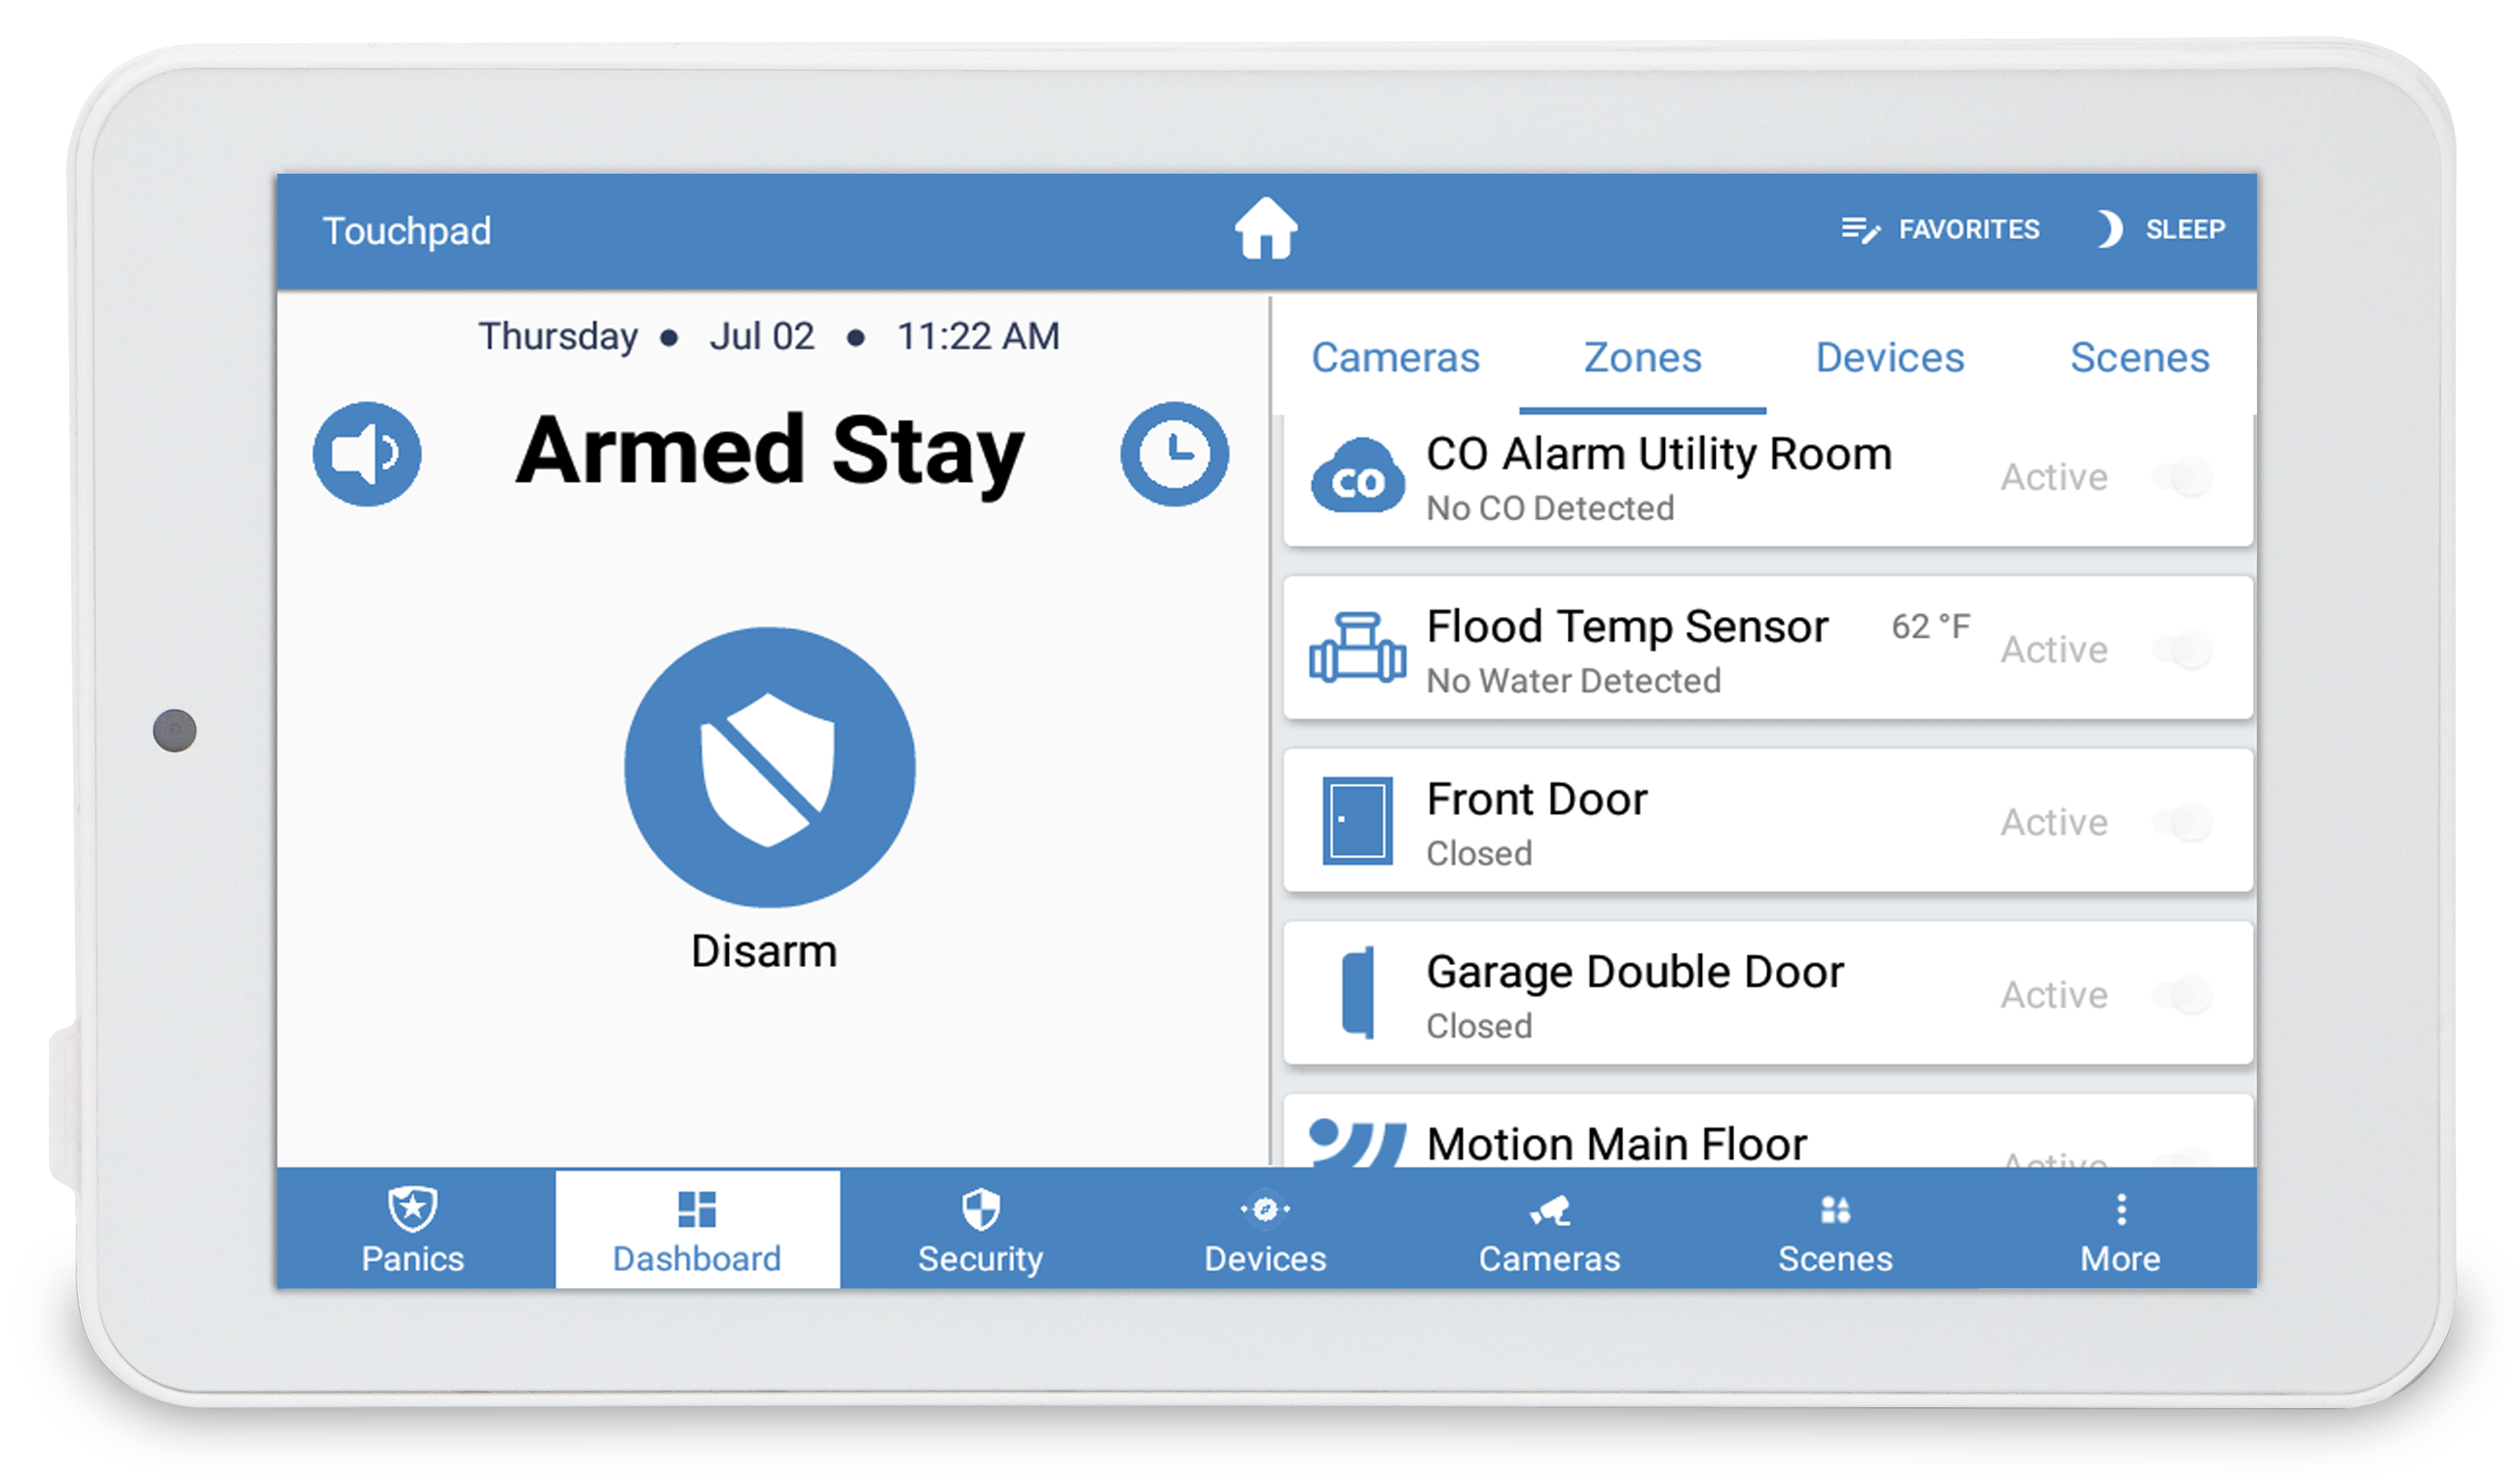 Touchpad
FAVORITES
SLEEP
Thursday • Jul 02 • 11:22 AM
Armed Stay
Disarm
Cameras Zones Devices Scenes
CO
CO Alarm Utility Room
No CO Detected
Active
Flood Temp Sensor 62 °F
No Water Detected
Active
Front Door
Closed
Active
Garage Double Door
Closed
Active
Motion Main Floor
Active
Panics
Dashboard
Security
Devices
Cameras
Scenes
More